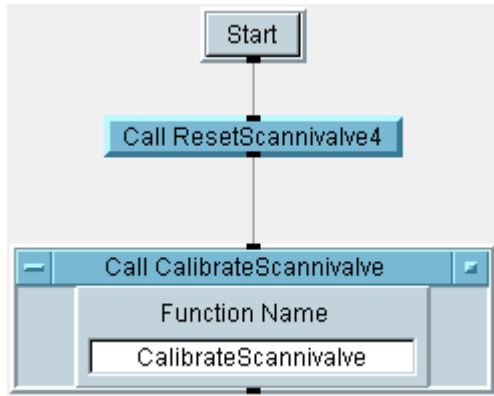 Start
Call ResetScannivalve4
Call CalibrateScannivalve
Function Name
CalibrateScannivalve